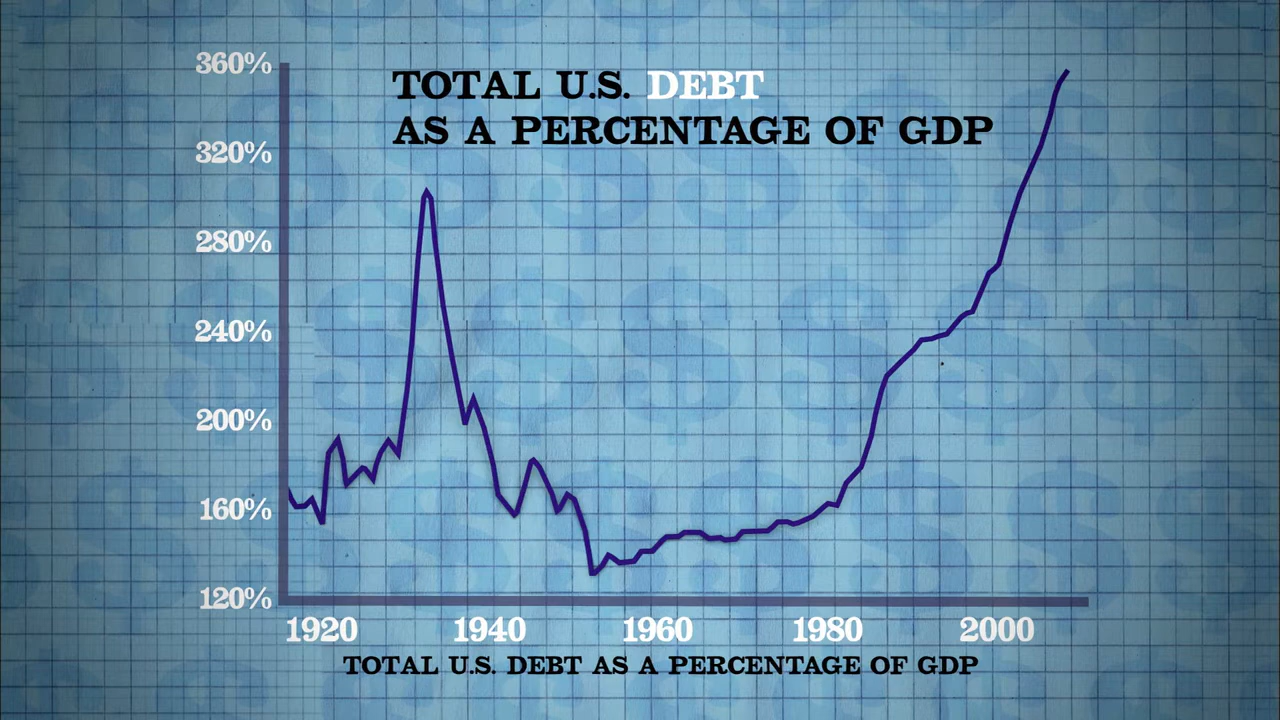 TOTAL U.S. DEBT
AS A PERCENTAGE OF GDP
360%
320%
280%
240%
200%
160%
120%
1920 1940 1960 1980 2000
TOTAL U.S. DEBT AS A PERCENTAGE OF GDP